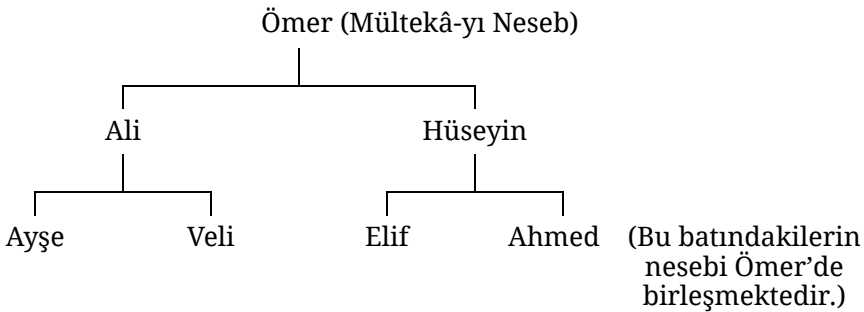 Ömer (Mültekâ-yı Neseb)
Ali Hüseyin
Ayşe Veli Elif Ahmed (Bu batındakilerin
nesebi Ömer’de
birleşmektedir.)